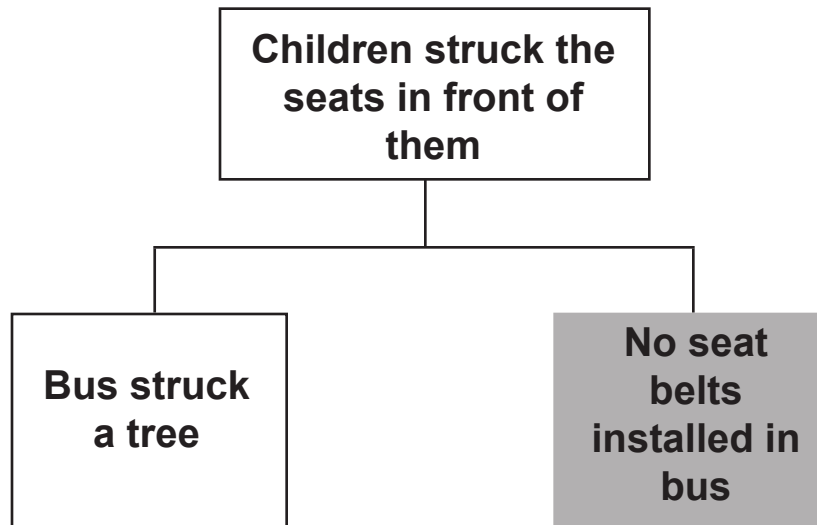 Children struck the
seats in front of
them
Bus struck
a tree
No seat
belts
installed in
bus